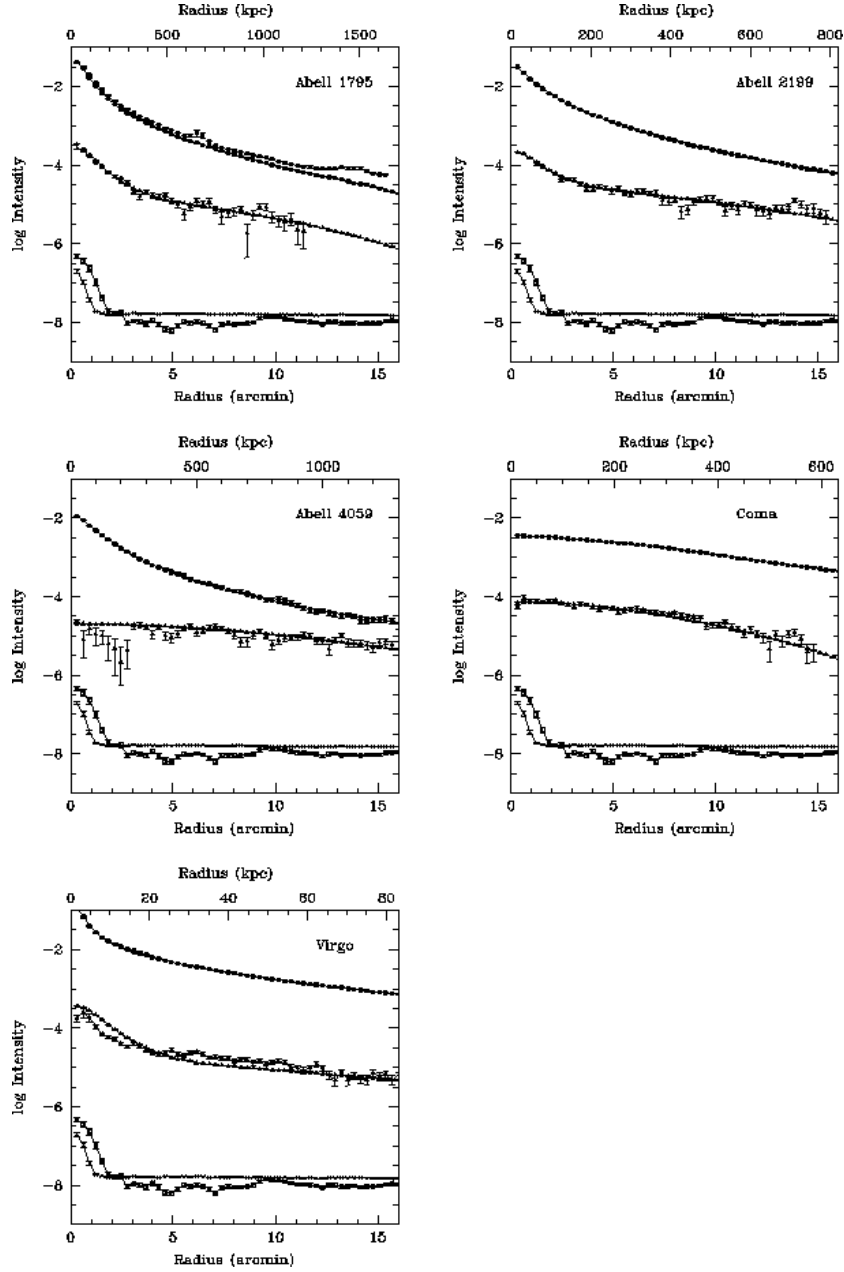 Radius (kpc)
0 500 1000 1500
Abell 1795
log Intensity
−2
−4
−6
−8
0 5 10 15
Radius (arcmin)
Radius (kpc)
0 200 400 600 800
Abell 2199
log Intensity
−2
−4
−6
−8
0 5 10 15
Radius (arcmin)
Radius (kpc)
0 500 1000
Abell 4059
log Intensity
−2
−4
−6
−8
0 5 10 15
Radius (arcmin)
Radius (kpc)
0 200 400 600
Coma
log Intensity
−2
−4
−6
−8
0 5 10 15
Radius (arcmin)
Radius (kpc)
0 20 40 60 80
Virgo
log Intensity
−2
−4
−6
−8
0 5 10 15
Radius (arcmin)